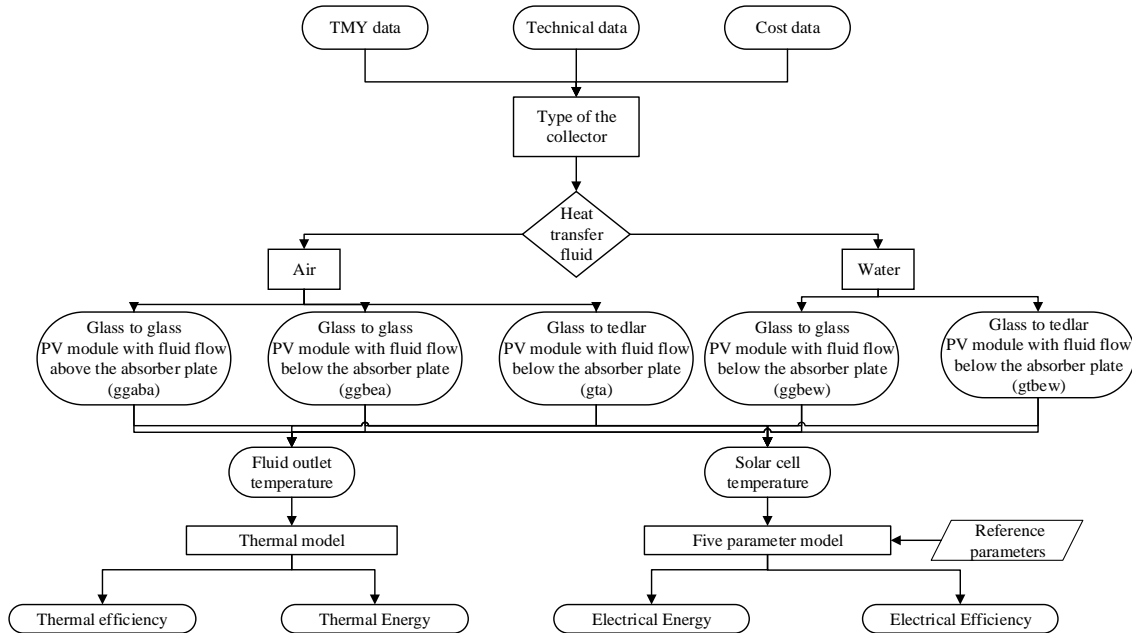 TMY data
Technical data
Cost data
Type of the
collector
Heat
transfer
fluid
Air
Water
Glass to glass
PV module with fluid flow
above the absorber plate
(ggaba)
Glass to glass
PV module with fluid flow
below the absorber plate
(ggbea)
Glass to tedlar
PV module with fluid flow
below the absorber plate
(gta)
Glass to glass
PV module with fluid flow
below the absorber plate
(ggbew)
Glass to tedlar
PV module with fluid flow
below the absorber plate
(gtbew)
Fluid outlet
temperature
Solar cell
temperature
Thermal model
Five parameter model
Reference
parameters
Thermal efficiency
Thermal Energy
Electrical Energy
Electrical Efficiency